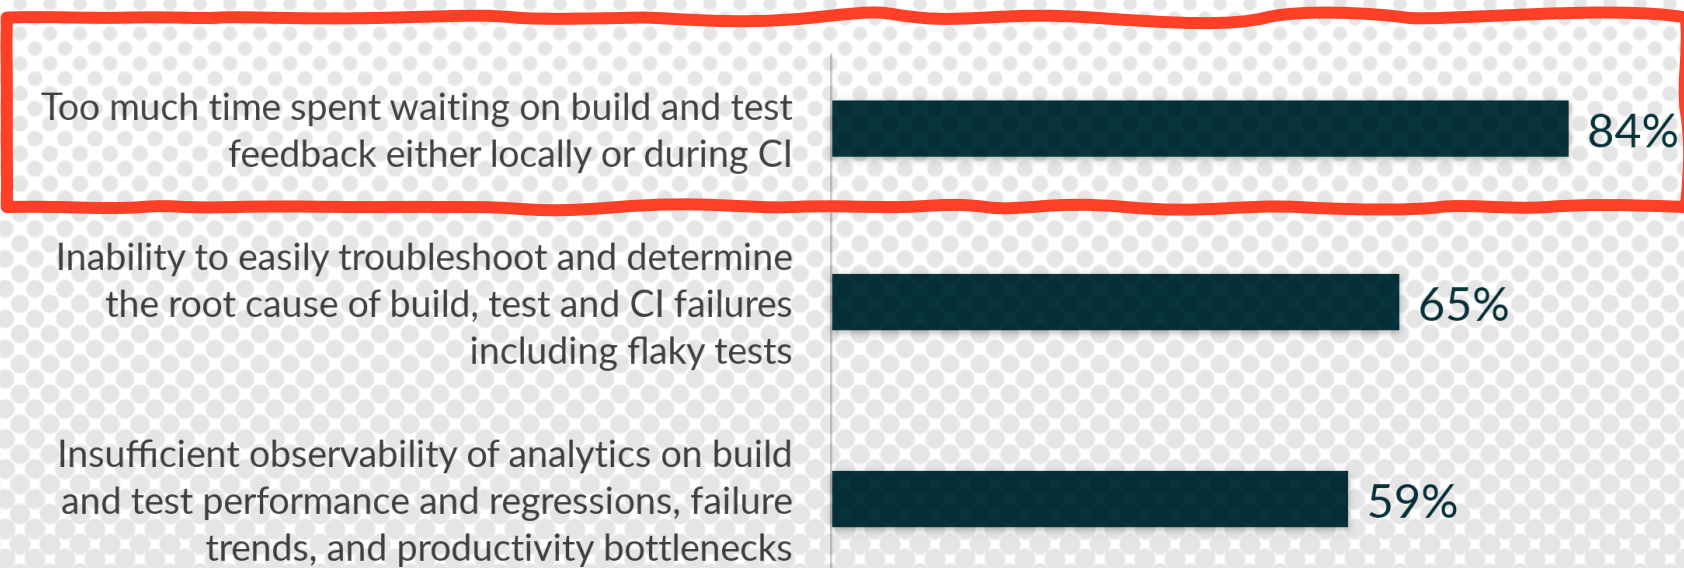 Too much time spent waiting on build and test
feedback either locally or during CI
84%
Inability to easily troubleshoot and determine
the root cause of build, test and CI failures
including flaky tests
65%
Insufficient observability of analytics on build
and test performance and regressions, failure
trends, and productivity bottlenecks
59%